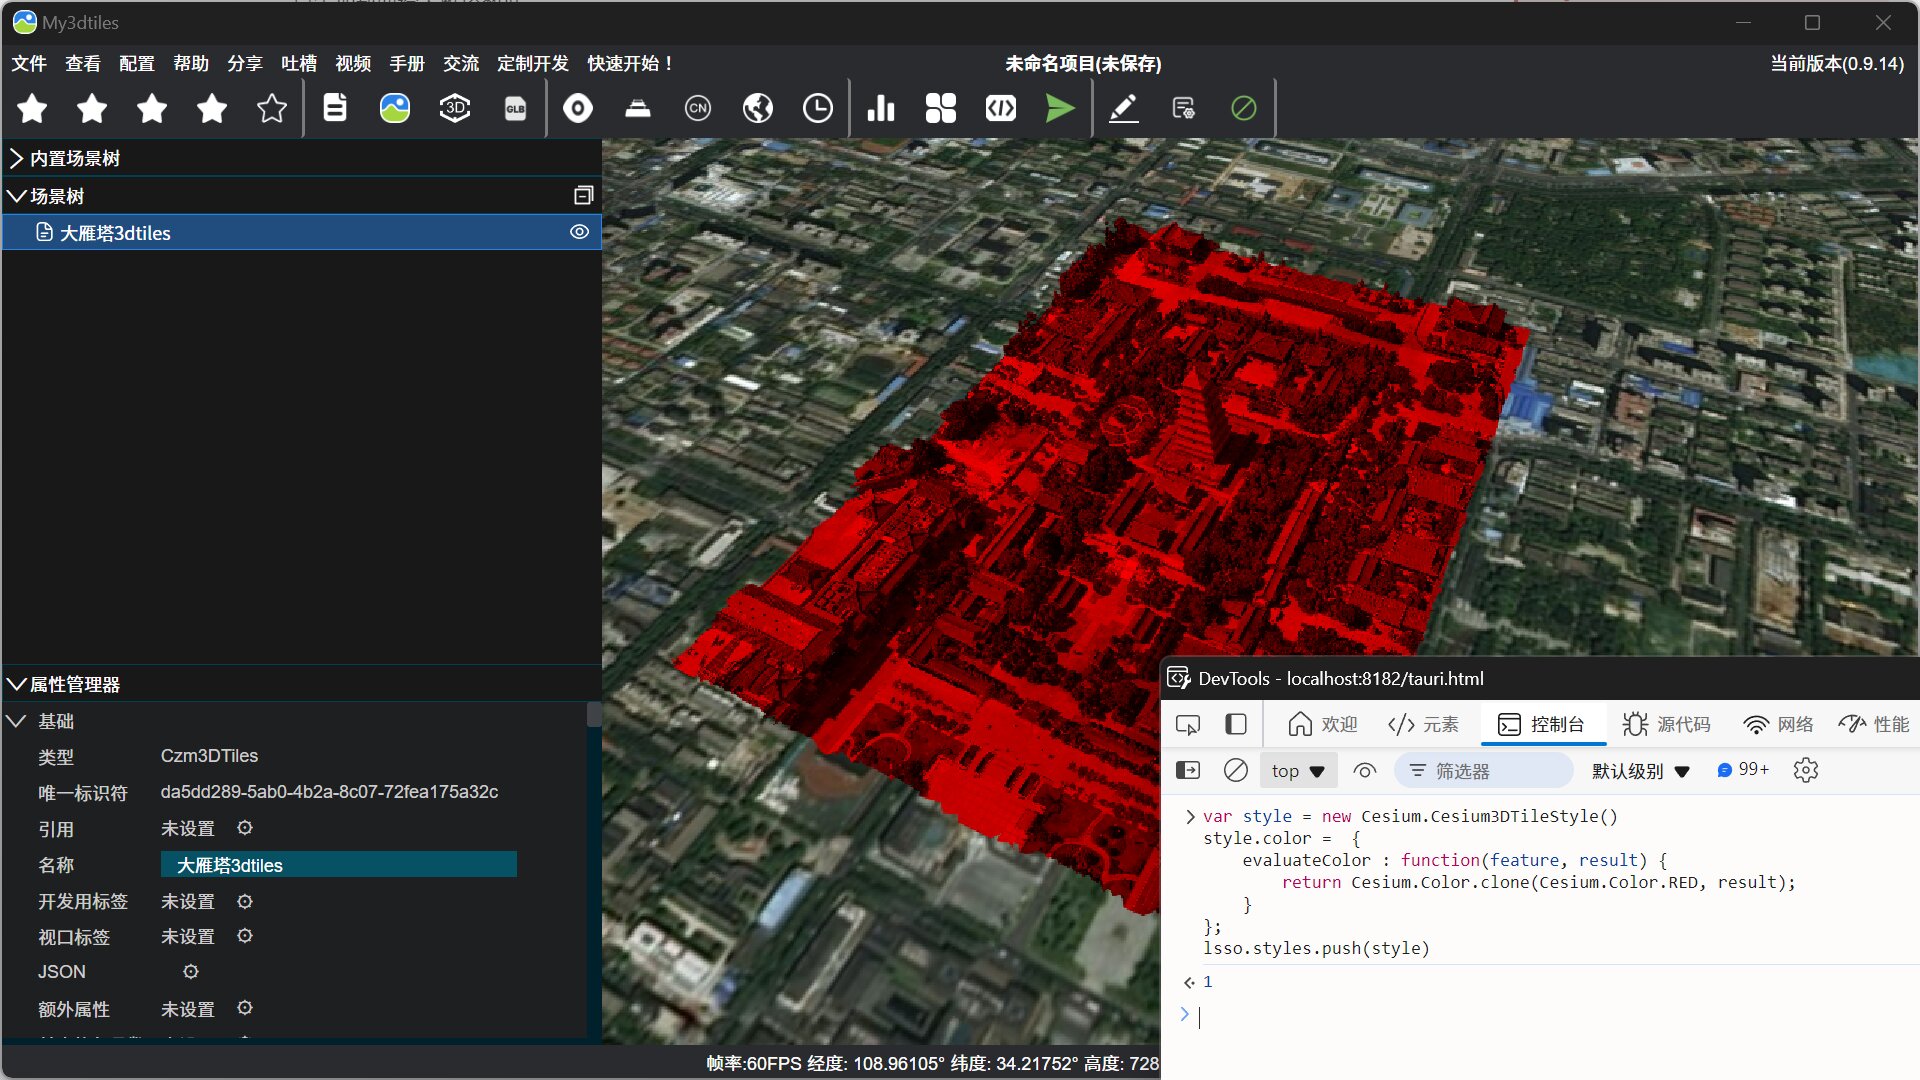 My3dtiles
文件 查看 配置 帮助 分享 吐槽 视频 手册 交流 定制开发 快速开始！ 未命名项目(未保存) 当前版本(0.9.14)
3D GLB CN
内置场景树
场景树
大雁塔3dtiles
属性管理器
基础
类型 Czm3DTiles
唯一标识符 da5dd289-5ab0-4b2a-8c07-72fea175a32c
引用 未设置
名称 大雁塔3dtiles
开发用标签 未设置
视口标签 未设置
JSON
额外属性 未设置
帧率:60FPS 经度: 108.96105° 纬度: 34.21752° 高度: 728
DevTools - localhost:8182/tauri.html
欢迎 元素 控制台 源代码 网络 性能
top 筛选器 默认级别 99+
var style = new Cesium.Cesium3DTileStyle()
style.color =  {
    evaluateColor : function(feature, result) {
        return Cesium.Color.clone(Cesium.Color.RED, result);
    }
};
lsso.styles.push(style)
1